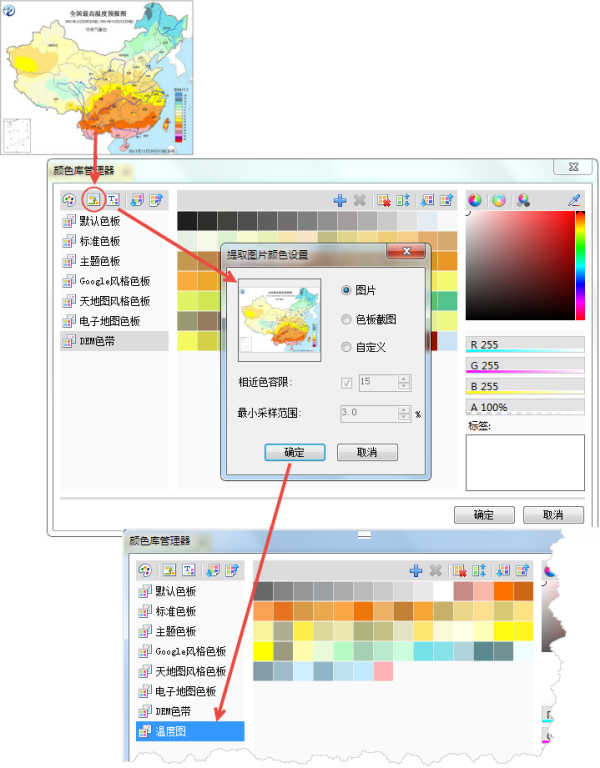 全国最高温度预报图
中央气象台
颜色库管理器
默认色板
标准色板
主题色板
Google风格色板
天地图风格色板
电子地图色板
DEM色带
提取图片颜色设置
图片
色板截图
自定义
相近色容限:
15
最小采样范围:
3.0
%
确定
取消
R 255
G 255
B 255
A 100%
标签:
确定
取消
颜色库管理器
默认色板
标准色板
主题色板
Google风格色板
天地图风格色板
电子地图色板
DEM色带
温度图